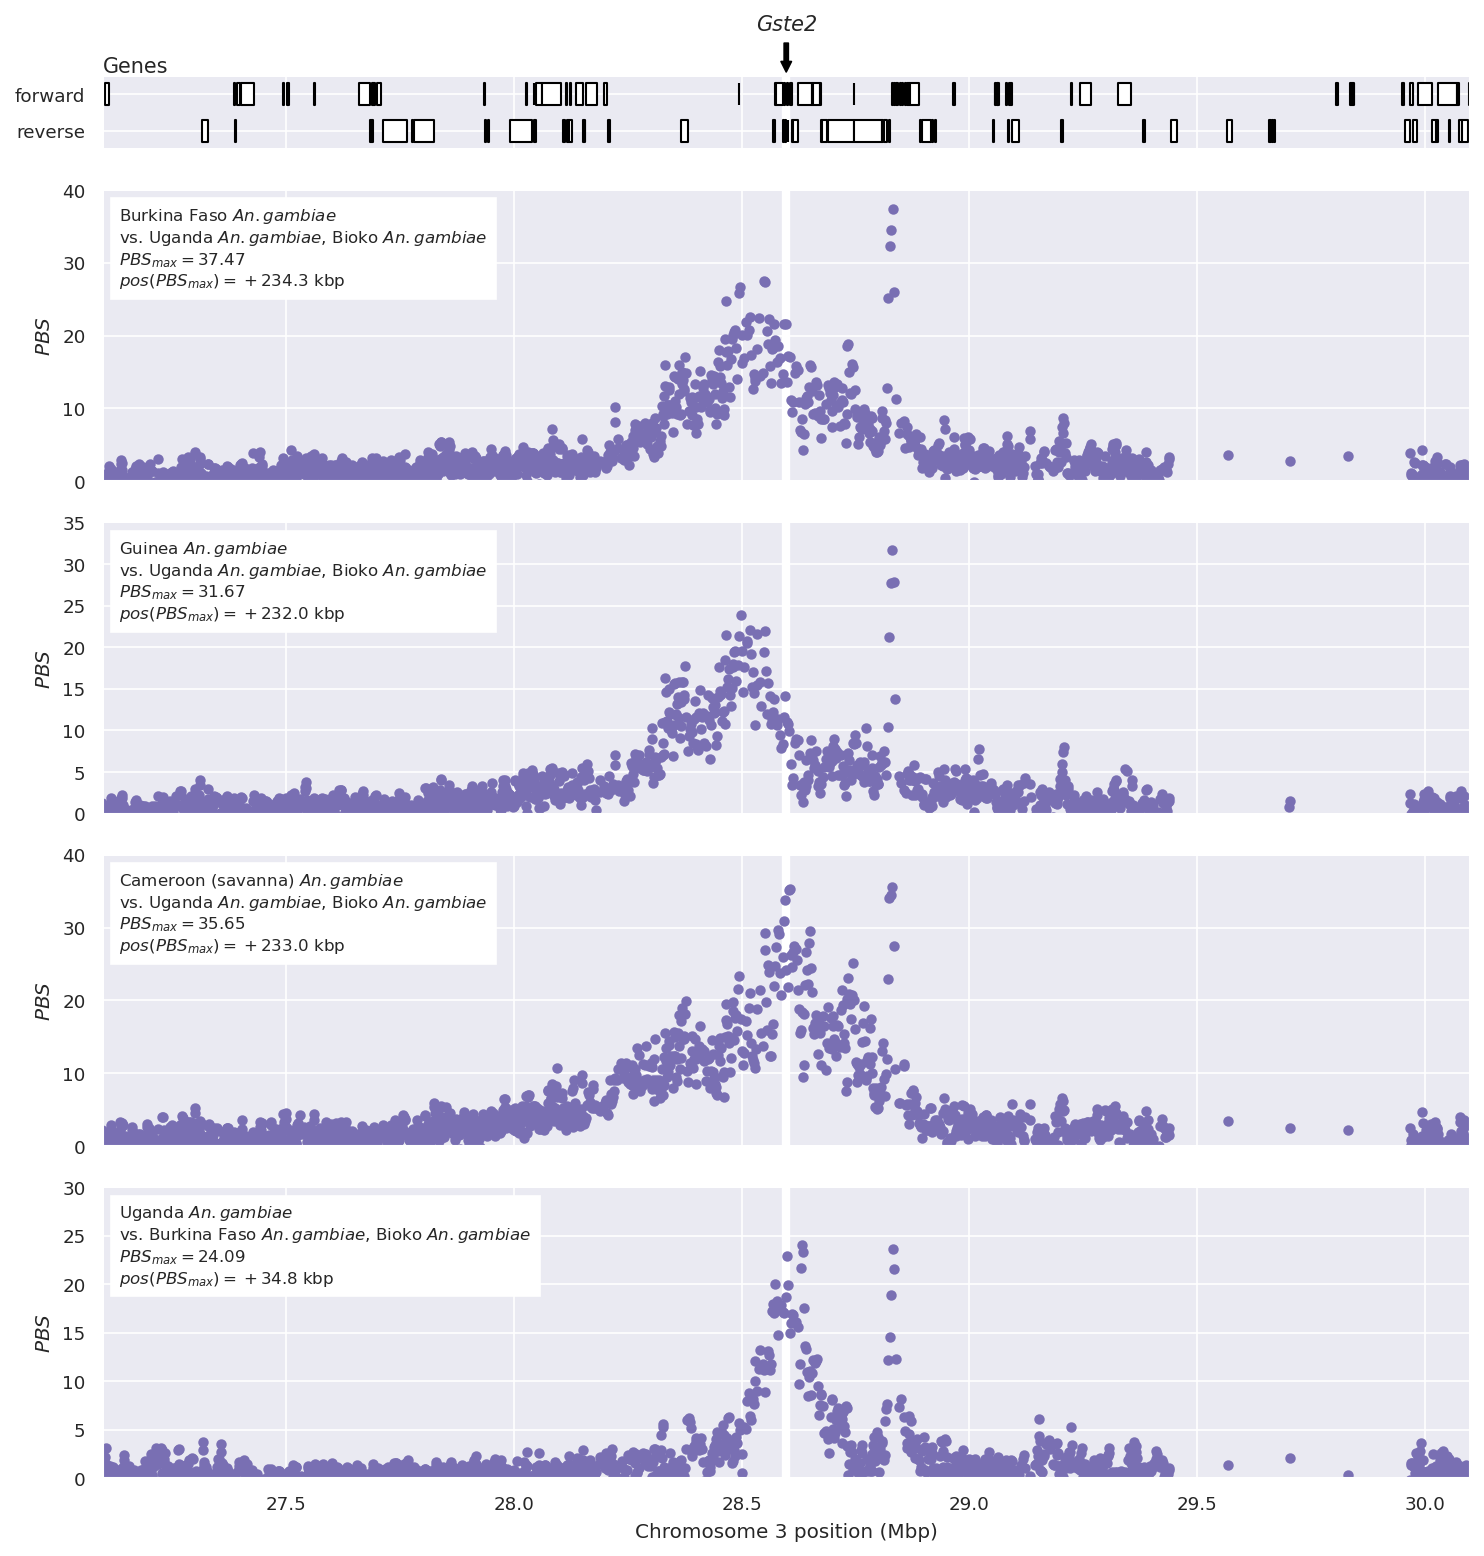 Gste2
Genes
forward
reverse
40
30
20
10
0
PBS
Burkina Faso An. gambiae
vs. Uganda An. gambiae, Bioko An. gambiae
PBSmax = 37.47
pos(PBSmax) = +234.3 kbp
35
30
25
20
15
10
5
0
PBS
Guinea An. gambiae
vs. Uganda An. gambiae, Bioko An. gambiae
PBSmax = 31.67
pos(PBSmax) = +232.0 kbp
40
30
20
10
0
PBS
Cameroon (savanna) An. gambiae
vs. Uganda An. gambiae, Bioko An. gambiae
PBSmax = 35.65
pos(PBSmax) = +233.0 kbp
30
25
20
15
10
5
0
PBS
Uganda An. gambiae
vs. Burkina Faso An. gambiae, Bioko An. gambiae
PBSmax = 24.09
pos(PBSmax) = +34.8 kbp
27.5 28.0 28.5 29.0 29.5 30.0
Chromosome 3 position (Mbp)